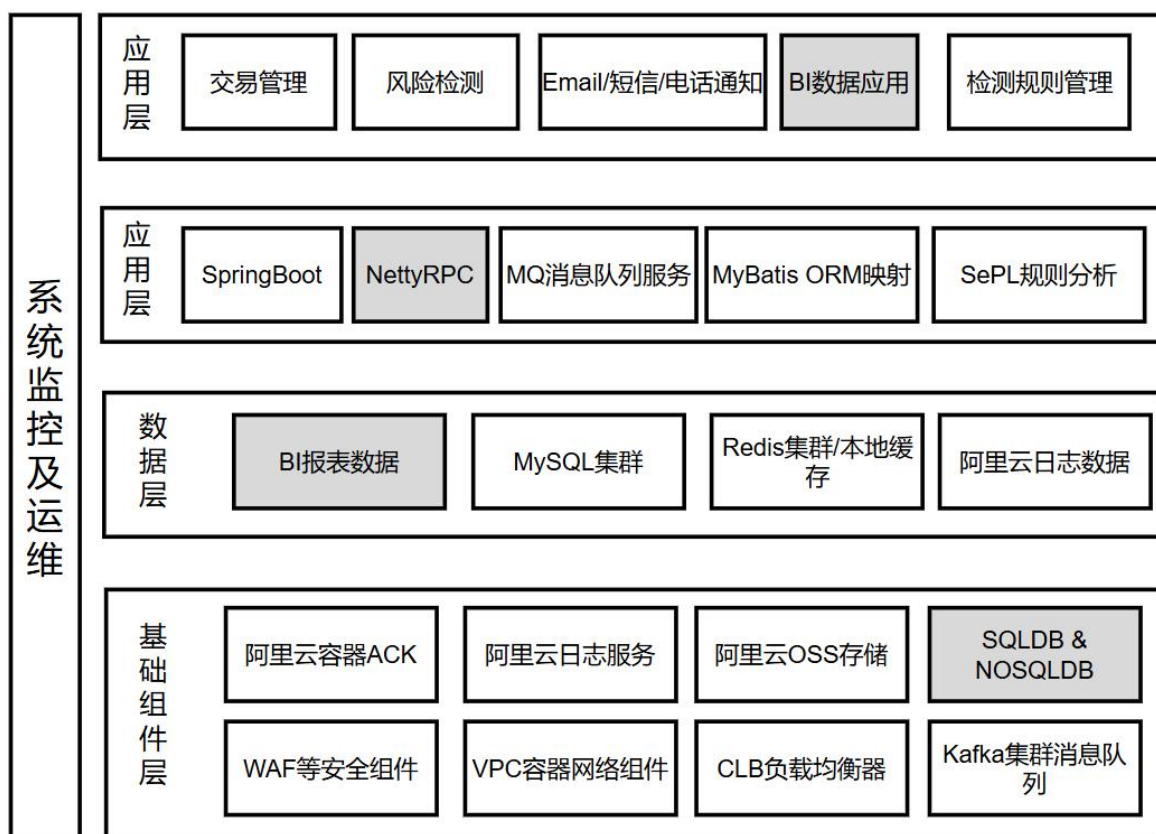 系统监控及运维
应用层
交易管理
风险检测
Email/短信/电话通知
BI数据应用
检测规则管理
应用层
SpringBoot
NettyRPC
MQ消息队列服务
MyBatis ORM映射
SePL规则分析
数据层
BI报表数据
MySQL集群
Redis集群/本地缓
存
阿里云日志数据
基础组件层
阿里云容器ACK
阿里云日志服务
阿里云OSS存储
SQLDB &
NOSQLDB
WAF等安全组件
VPC容器网络组件
CLB负载均衡器
Kafka集群消息队
列